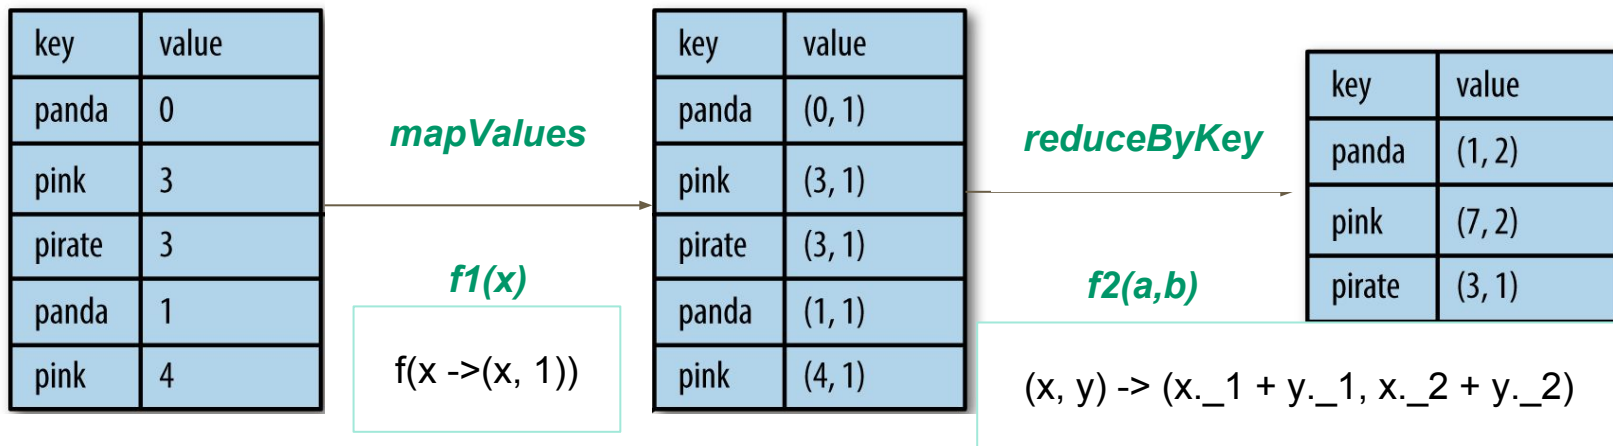 key value
panda 0
pink 3
pirate 3
panda 1
pink 4
mapValues
f1(x)
f(x ->(x, 1))
key value
panda (0, 1)
pink (3, 1)
pirate (3, 1)
panda (1, 1)
pink (4, 1)
reduceByKey
f2(a,b)
(x, y) -> (x._1 + y._1, x._2 + y._2)
key value
panda (1, 2)
pink (7, 2)
pirate (3, 1)